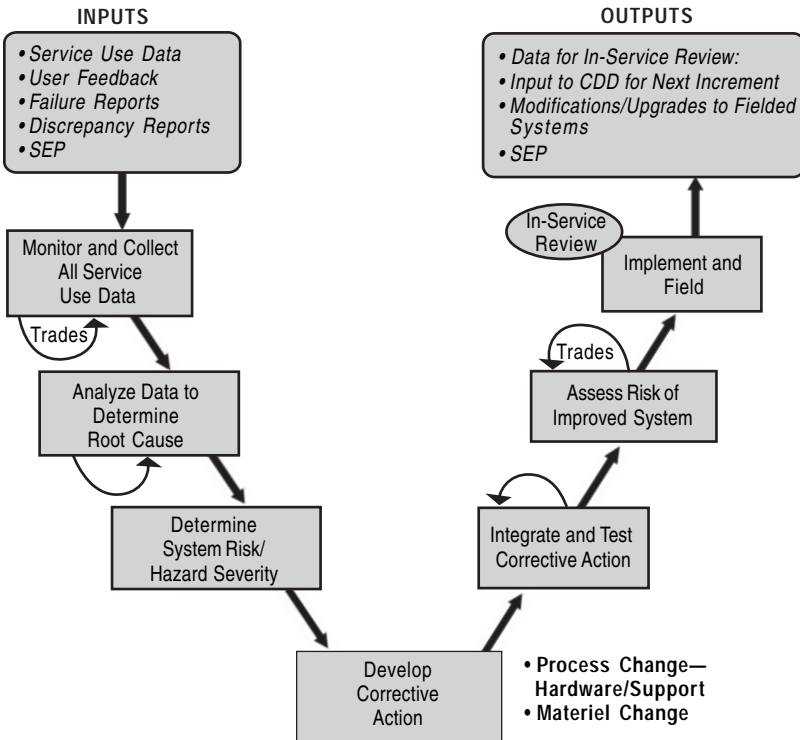 INPUTS
• Service Use Data
• User Feedback
• Failure Reports
• Discrepancy Reports
• SEP
Monitor and Collect
All Service
Use Data
Trades
Analyze Data to
Determine
Root Cause
Determine
System Risk/
Hazard Severity
Develop
Corrective
Action
• Process Change—
Hardware/Support
• Materiel Change
Integrate and Test
Corrective Action
Assess Risk of
Improved System
Trades
Implement and
Field
In-Service
Review
OUTPUTS
• Data for In-Service Review:
• Input to CDD for Next Increment
• Modifications/Upgrades to Fielded
Systems
• SEP